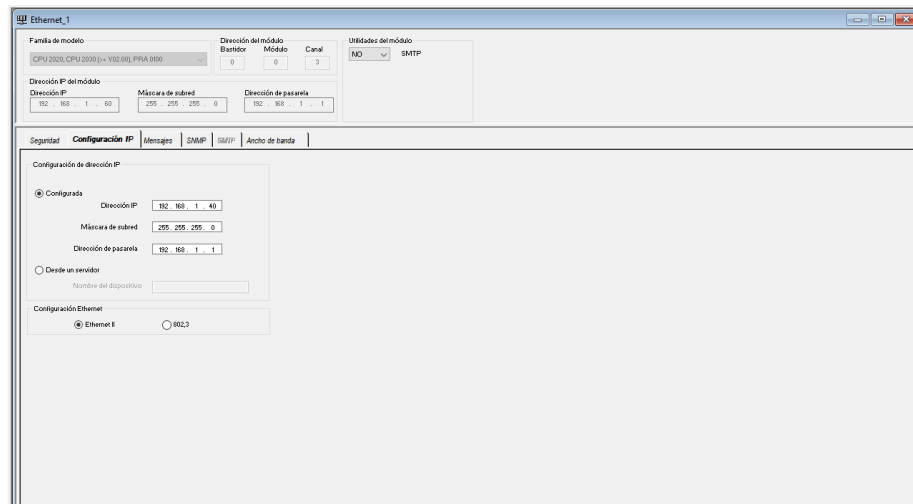 Ethernet_1
Familia de modelo
CPU 2020, CPU 2030 (>= V02.00), PRA 0100
Dirección del módulo
Bastidor Módulo Canal
0 0 3
Utilidades del módulo
NO SMTP
Dirección IP del módulo
Dirección IP Máscara de subred Dirección de pasarela
192 . 168 . 1 . 60 255 . 255 . 255 . 0 192 . 168 . 1 . 1
Seguridad Configuración IP Mensajes SNMP SMTP Ancho de banda
Configuración de dirección IP
Configurada
Dirección IP 192 . 168 . 1 . 40
Máscara de subred 255 . 255 . 255 . 0
Dirección de pasarela 192 . 168 . 1 . 1
Desde un servidor
Nombre del dispositivo
Configuración Ethernet
Ethernet II 802,3